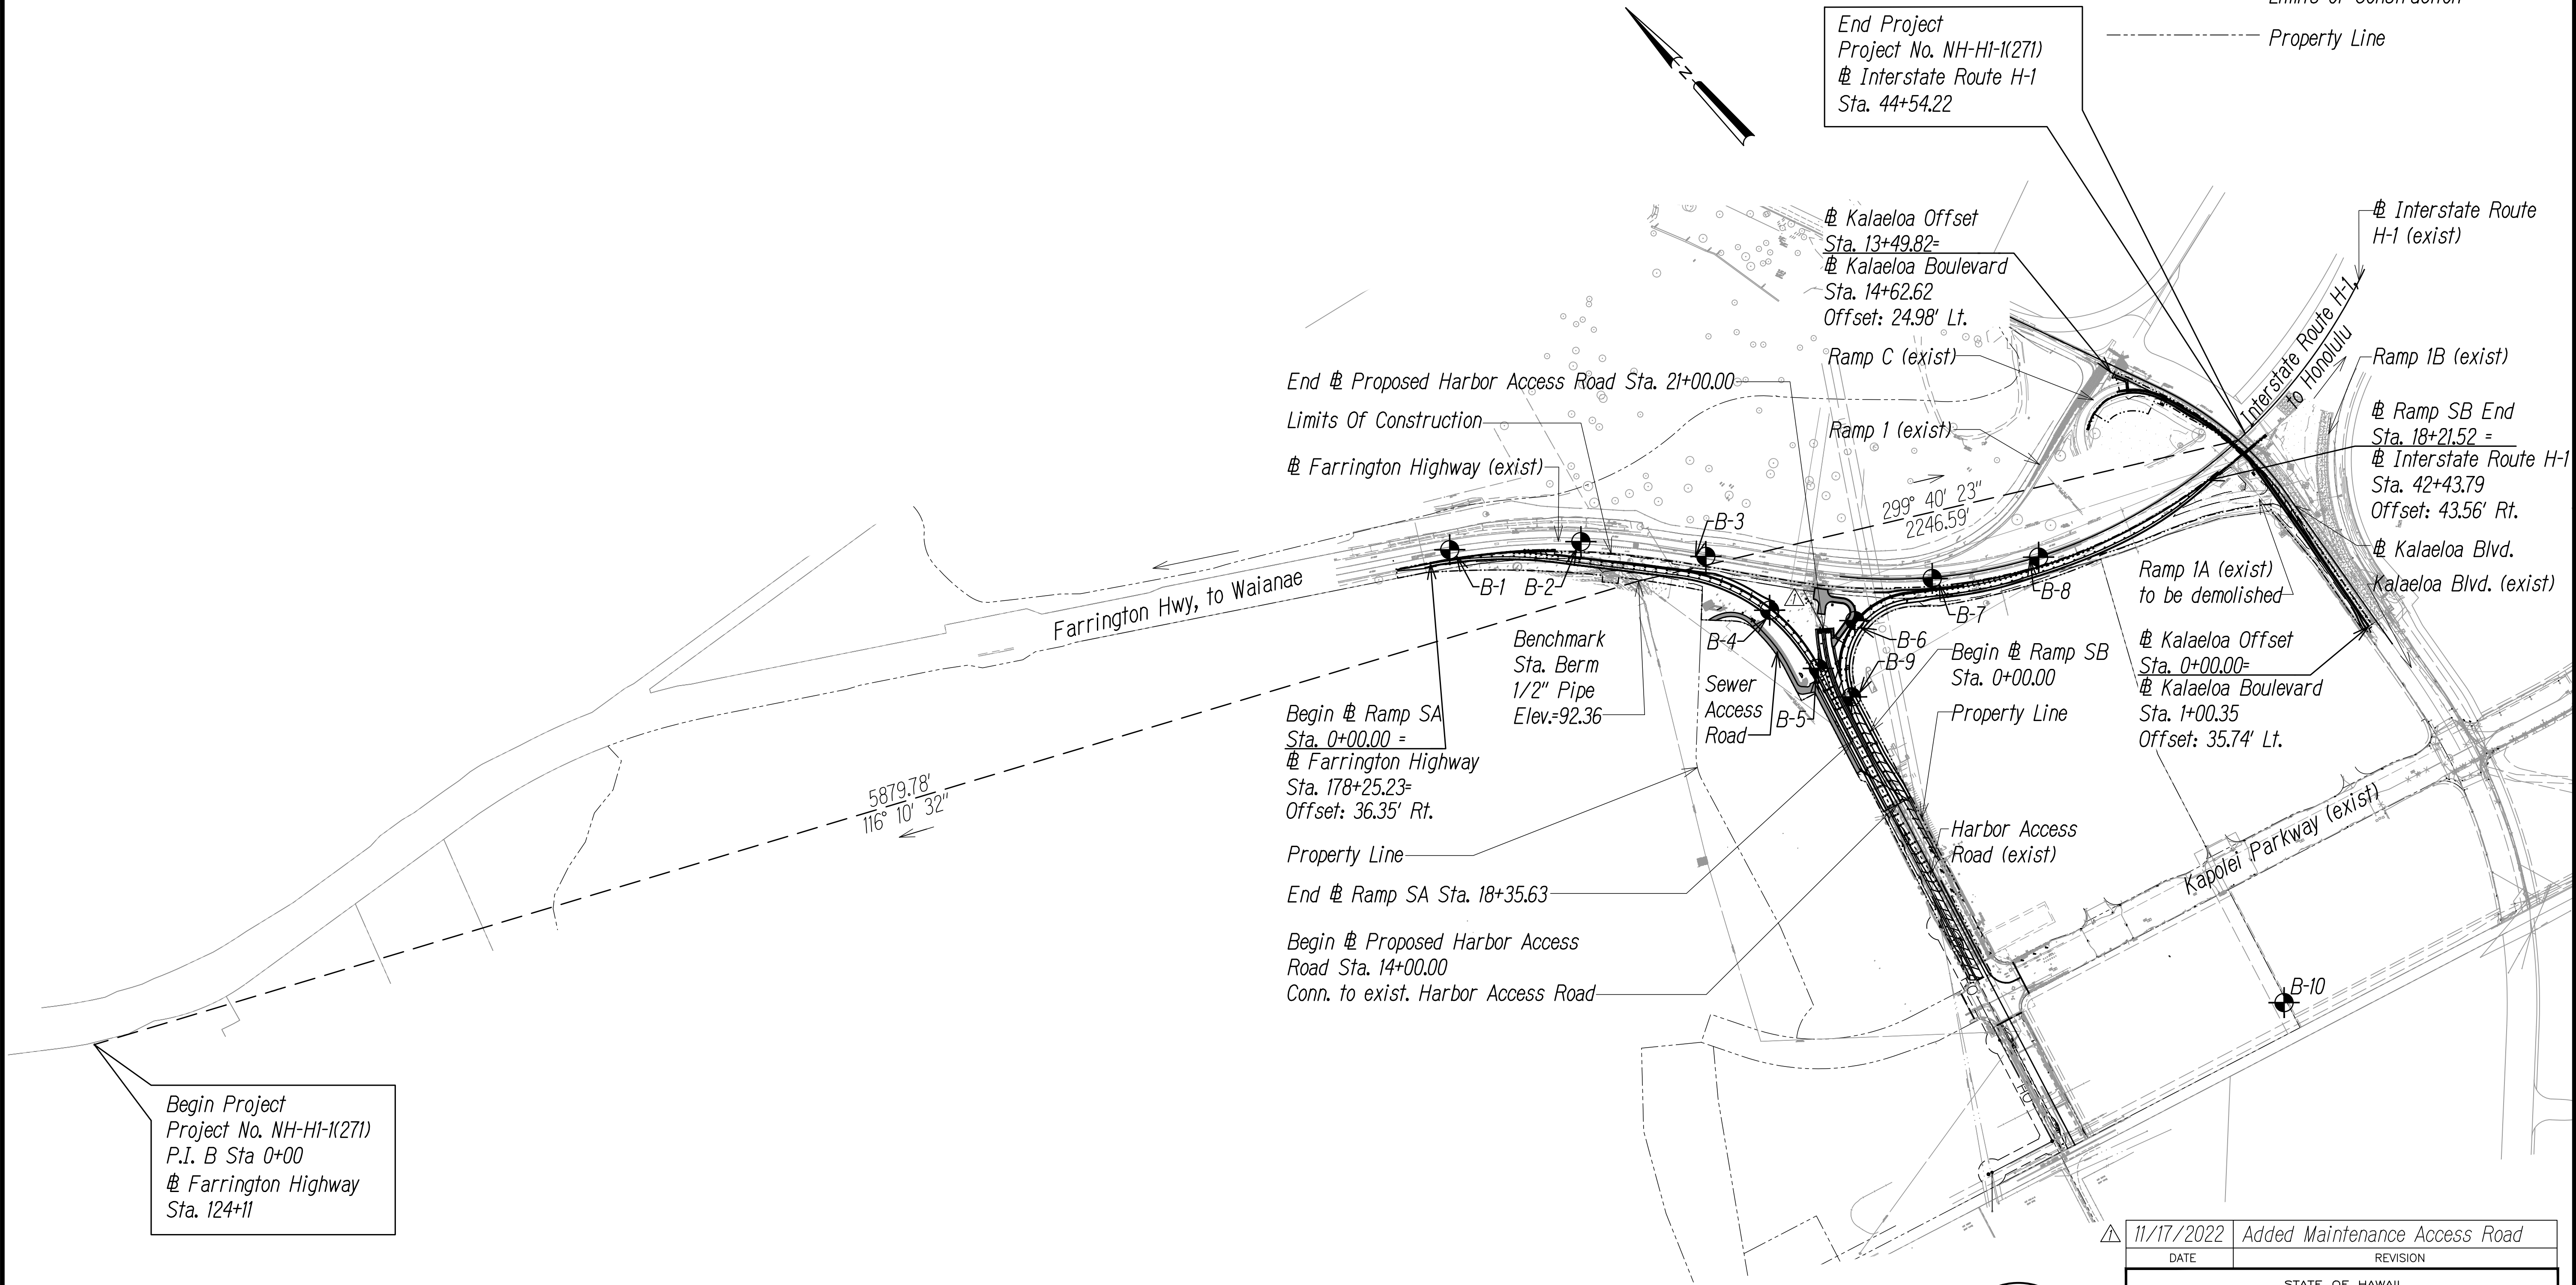 Limits of Construction
Property Line
End Project
Project No. NH-H1-1(271)
℄ Interstate Route H-1
Sta. 44+54.22
N
℄ Kalaeloa Offset
Sta. 13+49.82=
℄ Kalaeloa Boulevard
Sta. 14+62.62
Offset: 24.98' Lt.
℄ Interstate Route
H-1 (exist)
Interstate Route H-1,
to Honolulu
Ramp C (exist)
Ramp 1B (exist)
End ℄ Proposed Harbor Access Road Sta. 21+00.00
Limits Of Construction
Ramp 1 (exist)
℄ Ramp SB End
Sta. 18+21.52 =
℄ Interstate Route H-1
Sta. 42+43.79
Offset: 43.56' Rt.
℄ Farrington Highway (exist)
299° 40' 23"
2246.59'
B-3
℄ Kalaeloa Blvd.
Kalaeloa Blvd. (exist)
Farrington Hwy, to Waianae
B-1
B-2
B-8
B-7
Ramp 1A (exist)
to be demolished
1
B-4
B-6
B-9
B-5
Benchmark
Sta. Berm
1/2" Pipe
Elev.=92.36
Sewer
Access
Road
Begin ℄ Ramp SB
Sta. 0+00.00
℄ Kalaeloa Offset
Sta. 0+00.00=
℄ Kalaeloa Boulevard
Sta. 1+00.35
Offset: 35.74' Lt.
Property Line
Begin ℄ Ramp SA
Sta. 0+00.00 =
℄ Farrington Highway
Sta. 178+25.23=
Offset: 36.35' Rt.
5879.78'
116° 10' 32"
Property Line
Harbor Access
Road (exist)
Kapolei Parkway (exist)
End ℄ Ramp SA Sta. 18+35.63
Begin ℄ Proposed Harbor Access
Road Sta. 14+00.00
Conn. to exist. Harbor Access Road
B-10
Begin Project
Project No. NH-H1-1(271)
P.I. B Sta 0+00
℄ Farrington Highway
Sta. 124+11
1 11/17/2022 Added Maintenance Access Road
DATE REVISION
STATE OF HAWAII